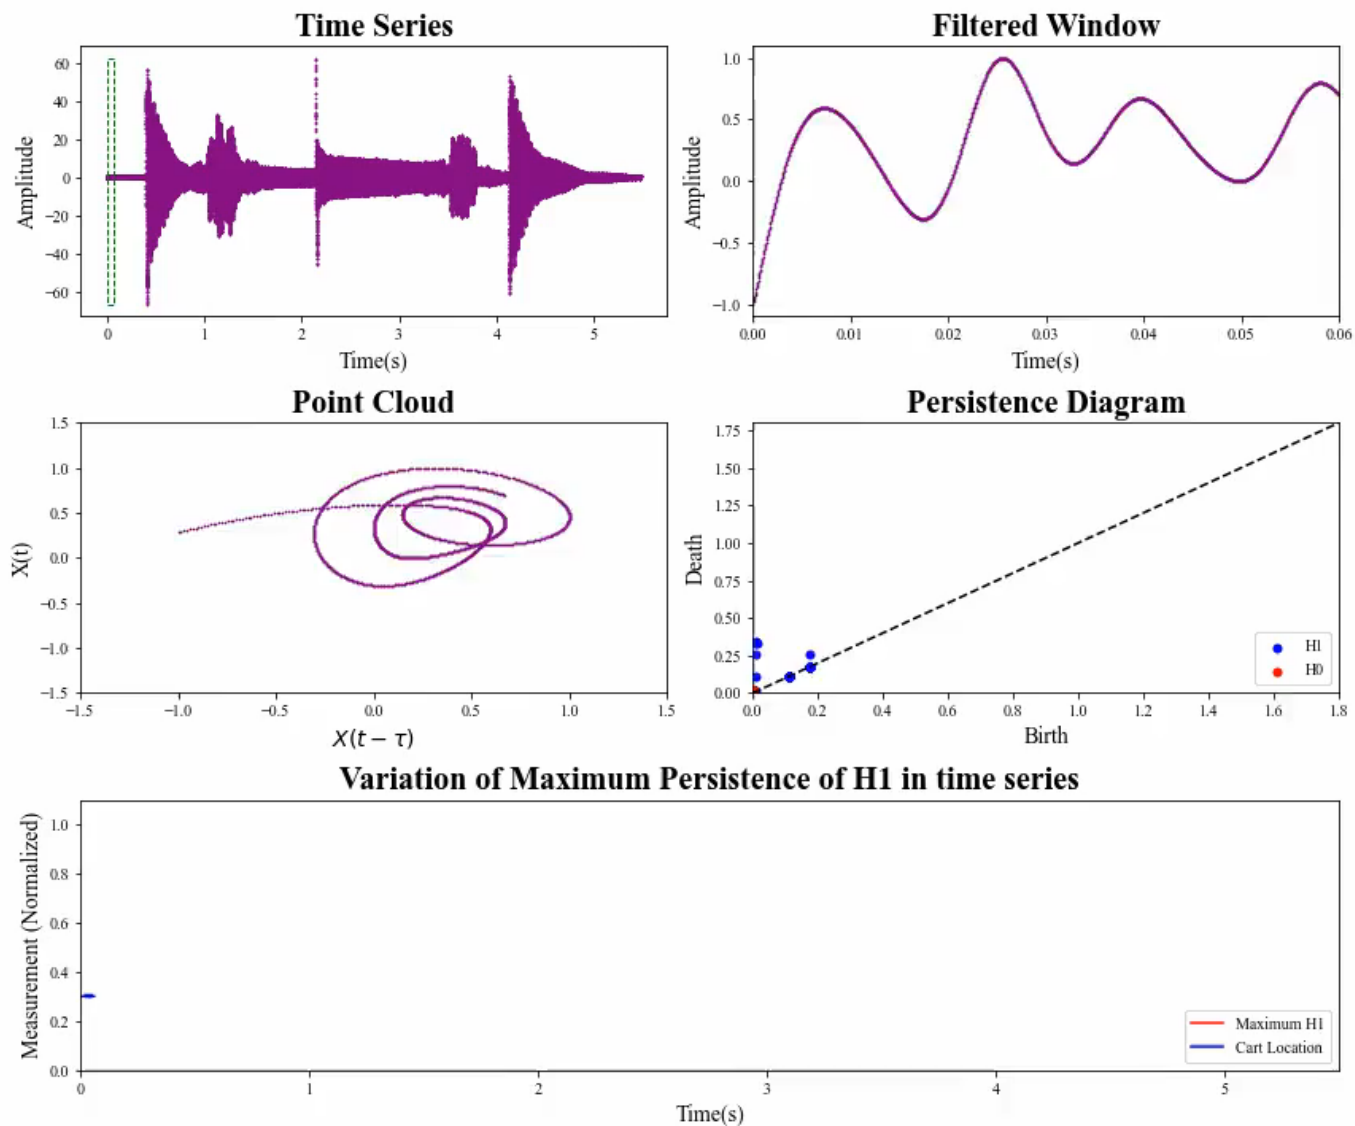 Time Series
60
40
20
0
−20
−40
−60
Amplitude
0 1 2 3 4 5
Time(s)
Filtered Window
1.0
0.5
0.0
−0.5
−1.0
Amplitude
0.00 0.01 0.02 0.03 0.04 0.05 0.06
Time(s)
Point Cloud
1.5
1.0
0.5
0.0
−0.5
−1.0
−1.5
X(t)
−1.5 −1.0 −0.5 0.0 0.5 1.0 1.5
X(t − τ)
Persistence Diagram
1.75
1.50
1.25
1.00
0.75
0.50
0.25
0.00
Death
H1
H0
0.0 0.2 0.4 0.6 0.8 1.0 1.2 1.4 1.6 1.8
Birth
Variation of Maximum Persistence of H1 in time series
1.0
0.8
0.6
0.4
0.2
0.0
Measurement (Normalized)
Maximum H1
Cart Location
0 1 2 3 4 5
Time(s)